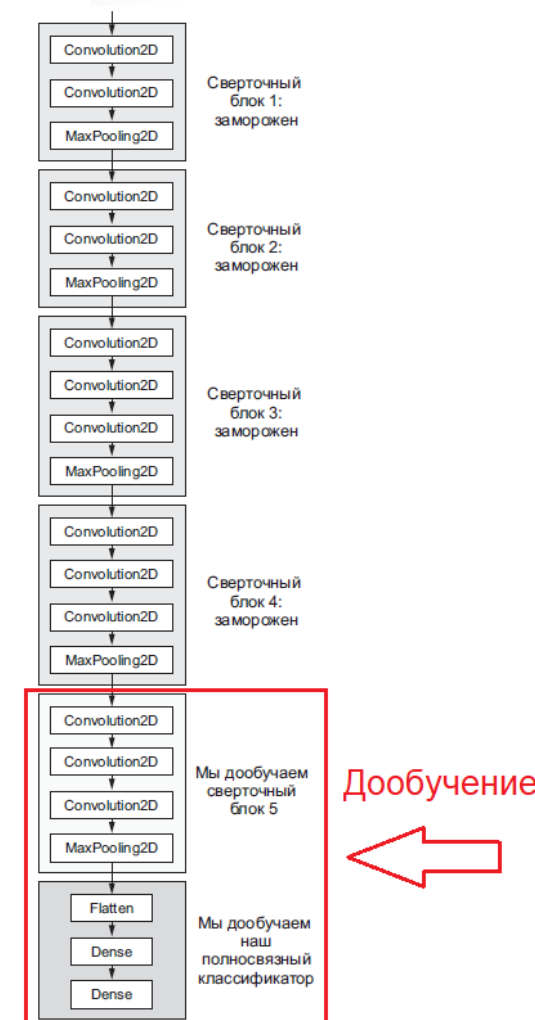 Convolution2D
Convolution2D
MaxPooling2D
Сверточный
блок 1:
заморожен
Convolution2D
Convolution2D
MaxPooling2D
Сверточный
блок 2:
заморожен
Convolution2D
Convolution2D
Convolution2D
MaxPooling2D
Сверточный
блок 3:
заморожен
Convolution2D
Convolution2D
Convolution2D
MaxPooling2D
Сверточный
блок 4:
заморожен
Convolution2D
Convolution2D
Convolution2D
MaxPooling2D
Мы дообучаем
сверточный
блок 5
Дообучение
Flatten
Dense
Dense
Мы дообучаем
наш
полносвязный
классификатор